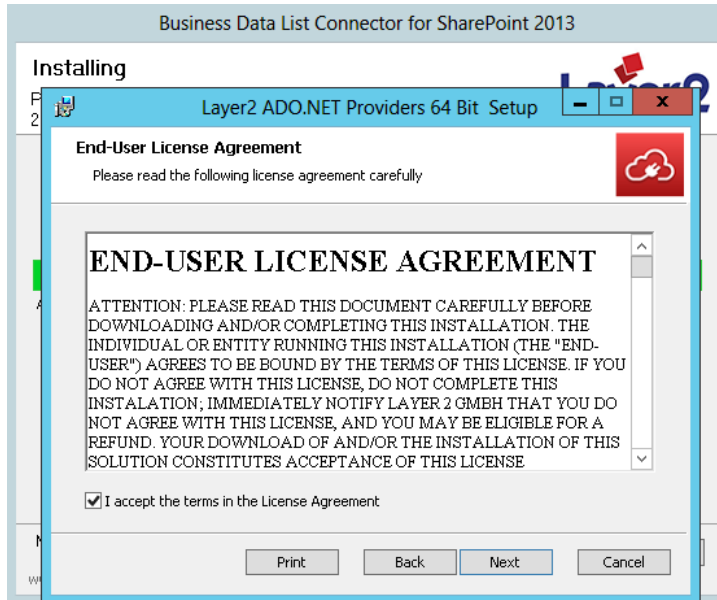 Business Data List Connector for SharePoint 2013
Installing
P
2
Layer2 ADO.NET Providers 64 Bit Setup
End-User License Agreement
Please read the following license agreement carefully
END-USER LICENSE AGREEMENT
ATTENTION: PLEASE READ THIS DOCUMENT CAREFULLY BEFORE
DOWNLOADING AND/OR COMPLETING THIS INSTALLATION. THE
INDIVIDUAL OR ENTITY RUNNING THIS INSTALLATION (THE "END-
USER") AGREES TO BE BOUND BY THE TERMS OF THIS LICENSE. IF YOU
DO NOT AGREE WITH THIS LICENSE, DO NOT COMPLETE THIS
INSTALATION; IMMEDIATELY NOTIFY LAYER 2 GMBH THAT YOU DO
NOT AGREE WITH THIS LICENSE, AND YOU MAY BE ELIGIBLE FOR A
REFUND. YOUR DOWNLOAD OF AND/OR THE INSTALLATION OF THIS
SOLUTION CONSTITUTES ACCEPTANCE OF THIS LICENSE
I accept the terms in the License Agreement
Print Back Next Cancel